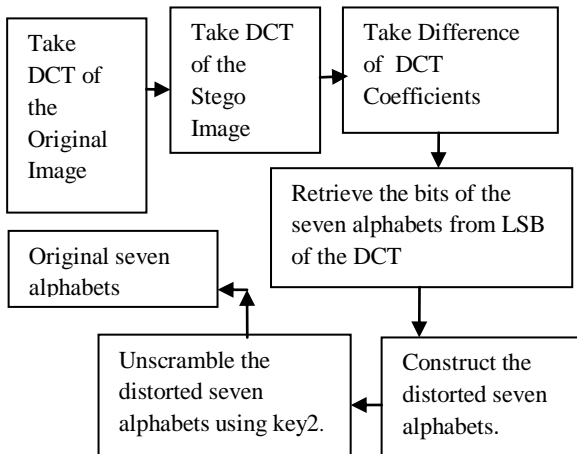 Take
DCT of
the
Original
Image
Take DCT
of the
Stego
Image
Take Difference
of DCT
Coefficients
Retrieve the bits of the
seven alphabets from LSB
of the DCT
Construct the
distorted seven
alphabets.
Unscramble the
distorted seven
alphabets using key2.
Original seven
alphabets